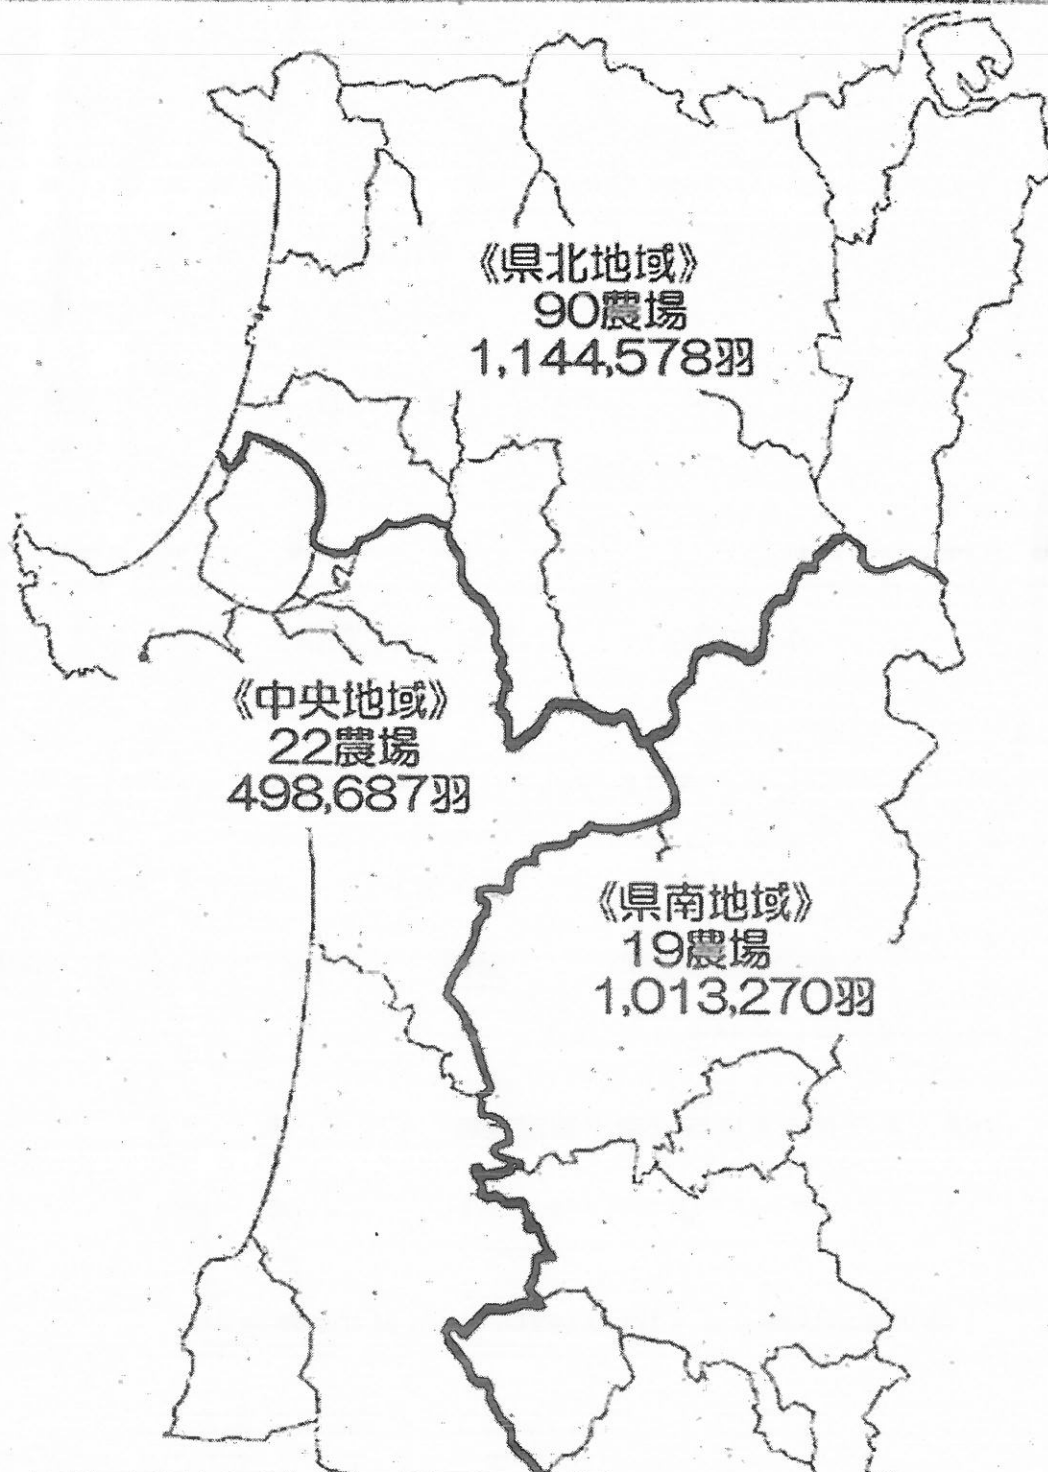 《県北地域》
90農場
1,144,578羽
《中央地域》
22農場
498,687羽
《県南地域》
19農場
1,013,270羽